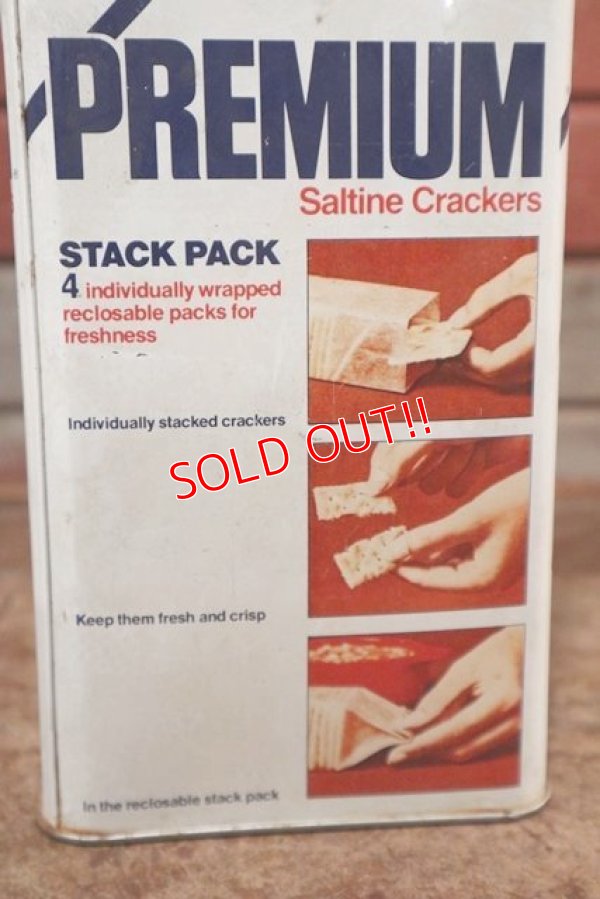 PREMIUM
Saltine Crackers
STACK PACK
4 individually wrapped
reclosable packs for
freshness
Individually stacked crackers
SOLD OUT!!
Keep them fresh and crisp
In the reclosable stack pack